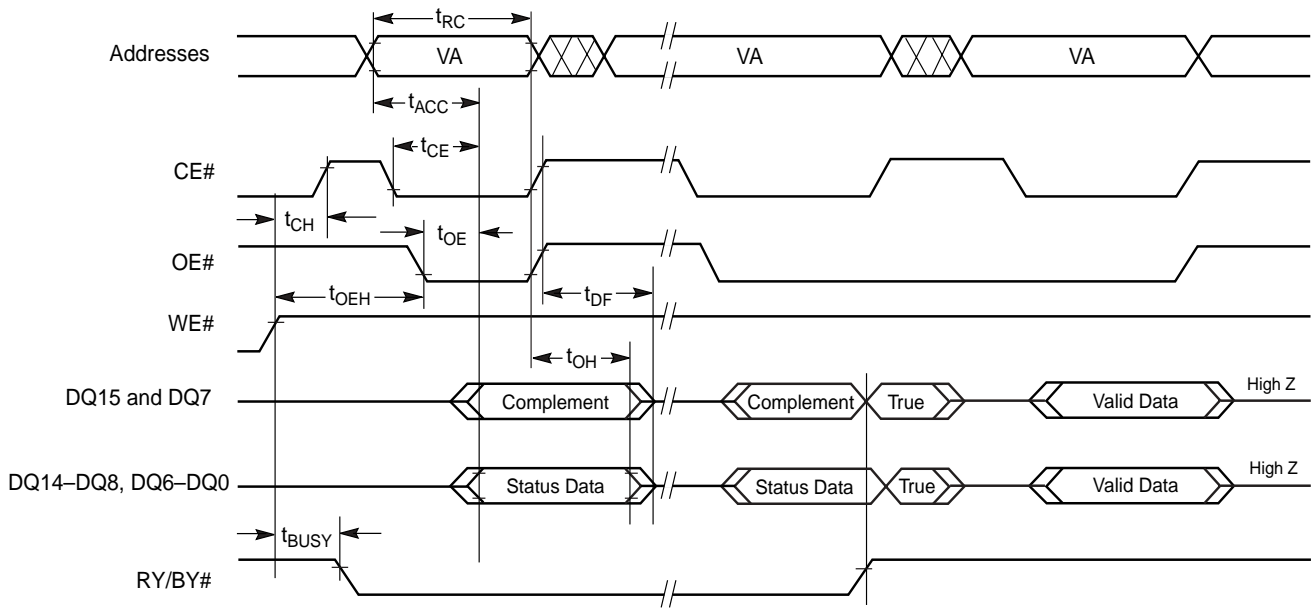 tRC
Addresses VA VA VA
tACC
tCE
CE#
tCH tOE
OE#
tOEH tDF
WE#
tOH
DQ15 and DQ7 Complement Complement True Valid Data High Z
DQ14–DQ8, DQ6–DQ0 Status Data Status Data True Valid Data High Z
tBUSY
RY/BY#